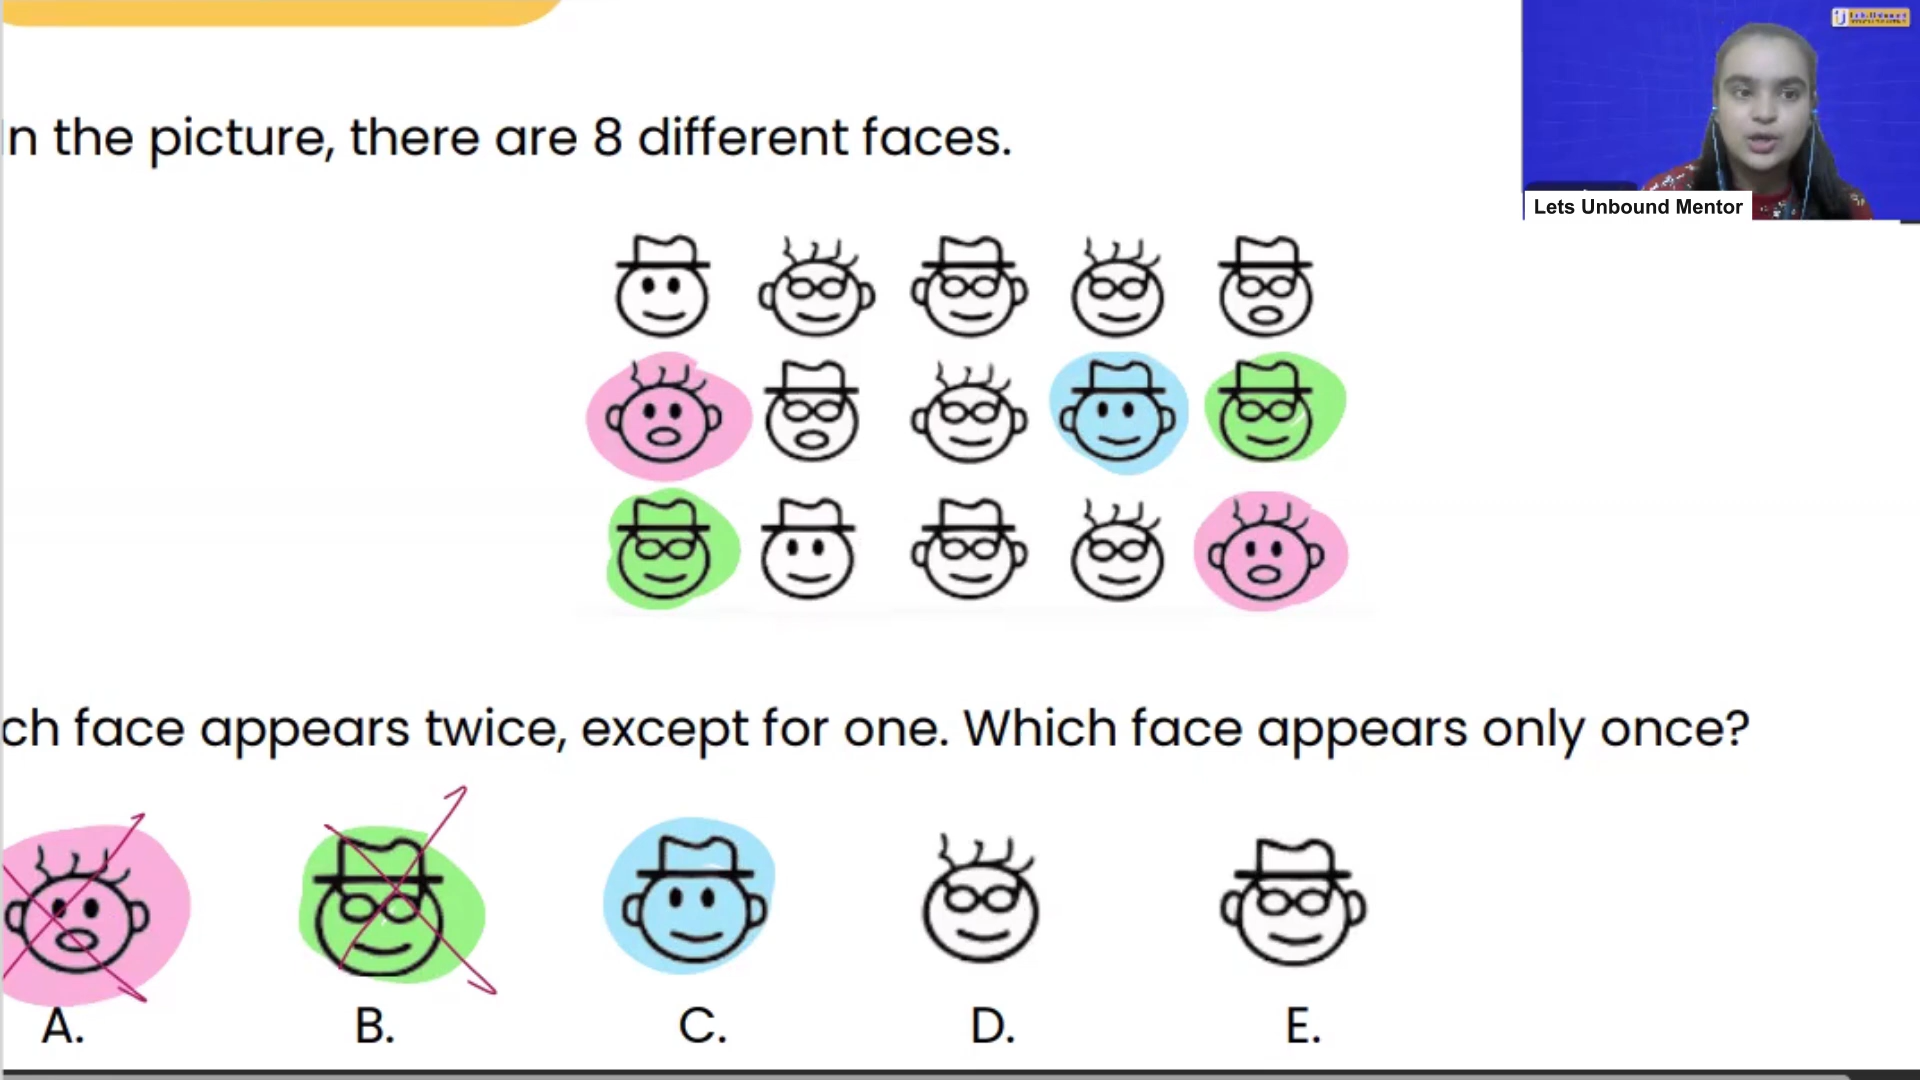 n the picture, there are 8 different faces.
Lets Unbound Mentor
ch face appears twice, except for one. Which face appears only once?
A. B. C. D. E.